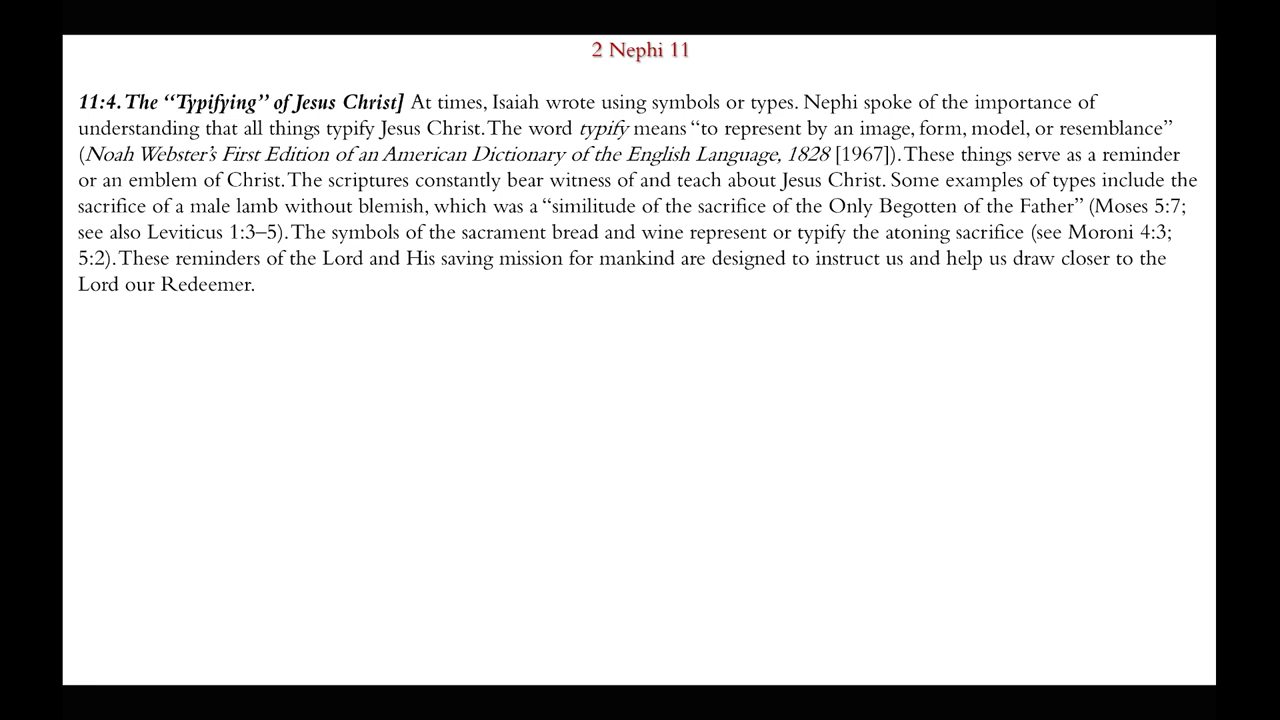 2 Nephi 11
11:4. The “Typifying” of Jesus Christ] At times, Isaiah wrote using symbols or types. Nephi spoke of the importance of
understanding that all things typify Jesus Christ. The word typify means “to represent by an image, form, model, or resemblance”
(Noah Webster’s First Edition of an American Dictionary of the English Language, 1828 [1967]). These things serve as a reminder
or an emblem of Christ. The scriptures constantly bear witness of and teach about Jesus Christ. Some examples of types include the
sacrifice of a male lamb without blemish, which was a “similitude of the sacrifice of the Only Begotten of the Father” (Moses 5:7;
see also Leviticus 1:3–5). The symbols of the sacrament bread and wine represent or typify the atoning sacrifice (see Moroni 4:3;
5:2). These reminders of the Lord and His saving mission for mankind are designed to instruct us and help us draw closer to the
Lord our Redeemer.